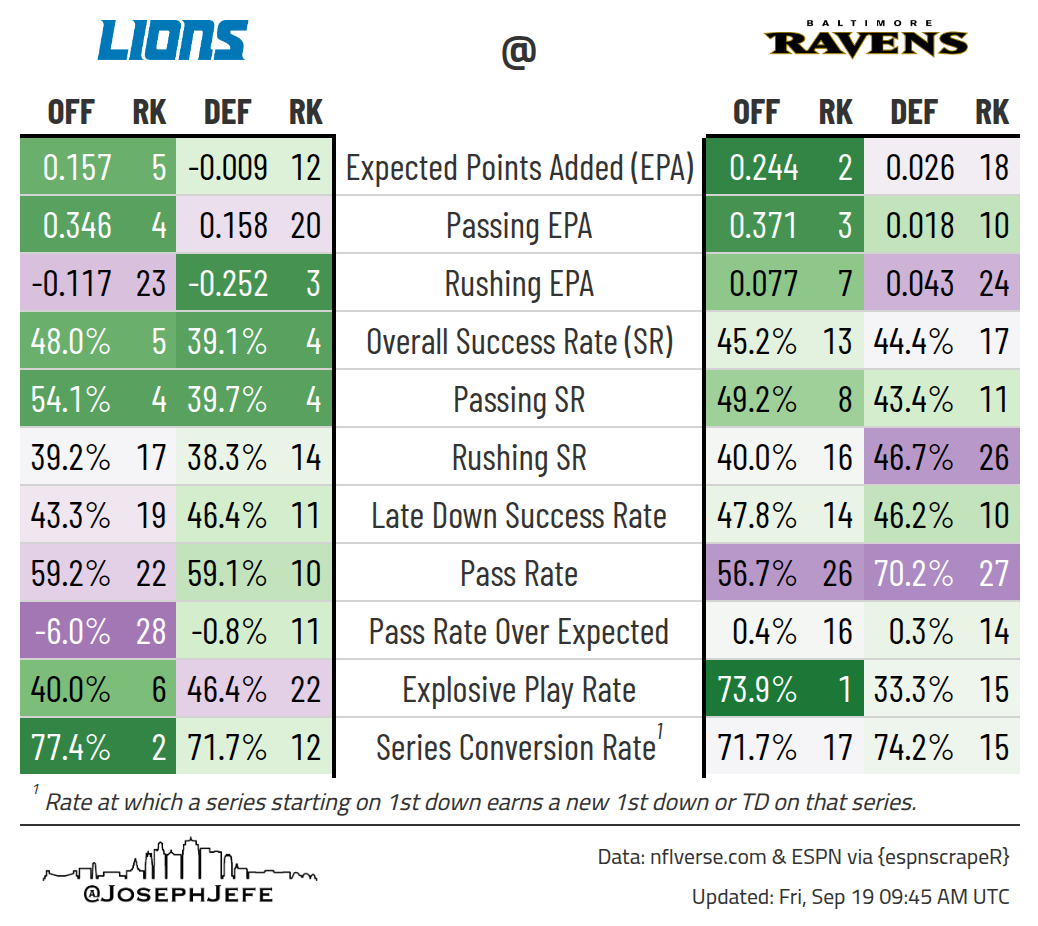 LIONS @ BALTIMORE RAVENS
OFF RK DEF RK OFF RK DEF RK
0.157 5 -0.009 12 Expected Points Added (EPA) 0.244 2 0.026 18
0.346 4 0.158 20 Passing EPA 0.371 3 0.018 10
-0.117 23 -0.252 3 Rushing EPA 0.077 7 0.043 24
48.0% 5 39.1% 4 Overall Success Rate (SR) 45.2% 13 44.4% 17
54.1% 4 39.7% 4 Passing SR 49.2% 8 43.4% 11
39.2% 17 38.3% 14 Rushing SR 40.0% 16 46.7% 26
43.3% 19 46.4% 11 Late Down Success Rate 47.8% 14 46.2% 10
59.2% 22 59.1% 10 Pass Rate 56.7% 26 70.2% 27
-6.0% 28 -0.8% 11 Pass Rate Over Expected 0.4% 16 0.3% 14
40.0% 6 46.4% 22 Explosive Play Rate 73.9% 1 33.3% 15
77.4% 2 71.7% 12 Series Conversion Rate¹ 71.7% 17 74.2% 15
¹ Rate at which a series starting on 1st down earns a new 1st down or TD on that series.
@JOSEPHJEFE
Data: nflverse.com & ESPN via {espnscrapeR}
Updated: Fri, Sep 19 09:45 AM UTC